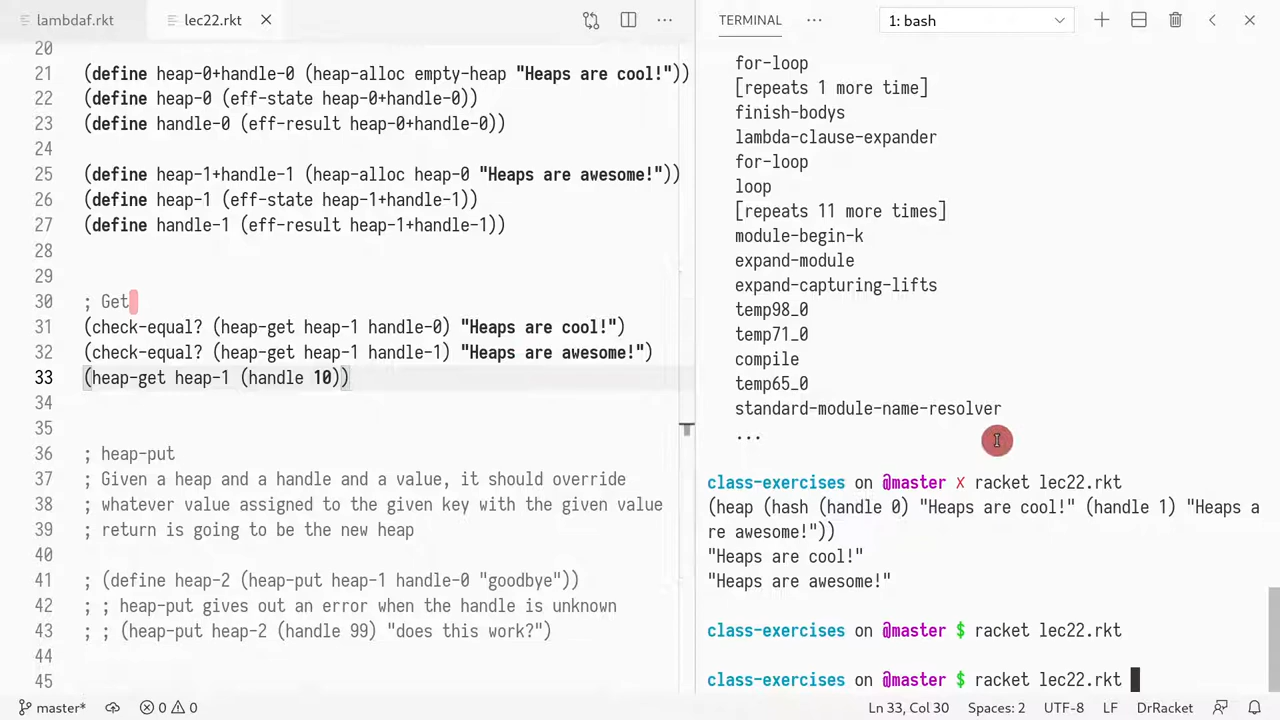 lambdaf.rkt
lec22.rkt
TERMINAL
1: bash
20
21 (define heap-0+handle-0 (heap-alloc empty-heap "Heaps are cool!"))
22 (define heap-0 (eff-state heap-0+handle-0))
23 (define handle-0 (eff-result heap-0+handle-0))
24
25 (define heap-1+handle-1 (heap-alloc heap-0 "Heaps are awesome!"))
26 (define heap-1 (eff-state heap-1+handle-1))
27 (define handle-1 (eff-result heap-1+handle-1))
28
29
30 ; Get
31 (check-equal? (heap-get heap-1 handle-0) "Heaps are cool!")
32 (check-equal? (heap-get heap-1 handle-1) "Heaps are awesome!")
33 (heap-get heap-1 (handle 10))
34
35
36 ; heap-put
37 ; Given a heap and a handle and a value, it should override
38 ; whatever value assigned to the given key with the given value
39 ; return is going to be the new heap
40
41 ; (define heap-2 (heap-put heap-1 handle-0 "goodbye"))
42 ; ; heap-put gives out an error when the handle is unknown
43 ; ; (heap-put heap-2 (handle 99) "does this work?")
44
45
for-loop
[repeats 1 more time]
finish-bodys
lambda-clause-expander
for-loop
loop
[repeats 11 more times]
module-begin-k
expand-module
expand-capturing-lifts
temp98_0
temp71_0
compile
temp65_0
standard-module-name-resolver
...
class-exercises on @master ✗ racket lec22.rkt
(heap (hash (handle 0) "Heaps are cool!" (handle 1) "Heaps a
re awesome!"))
"Heaps are cool!"
"Heaps are awesome!"
class-exercises on @master $ racket lec22.rkt
class-exercises on @master $ racket lec22.rkt
master* 0 0 Ln 33, Col 30 Spaces: 2 UTF-8 LF DrRacket